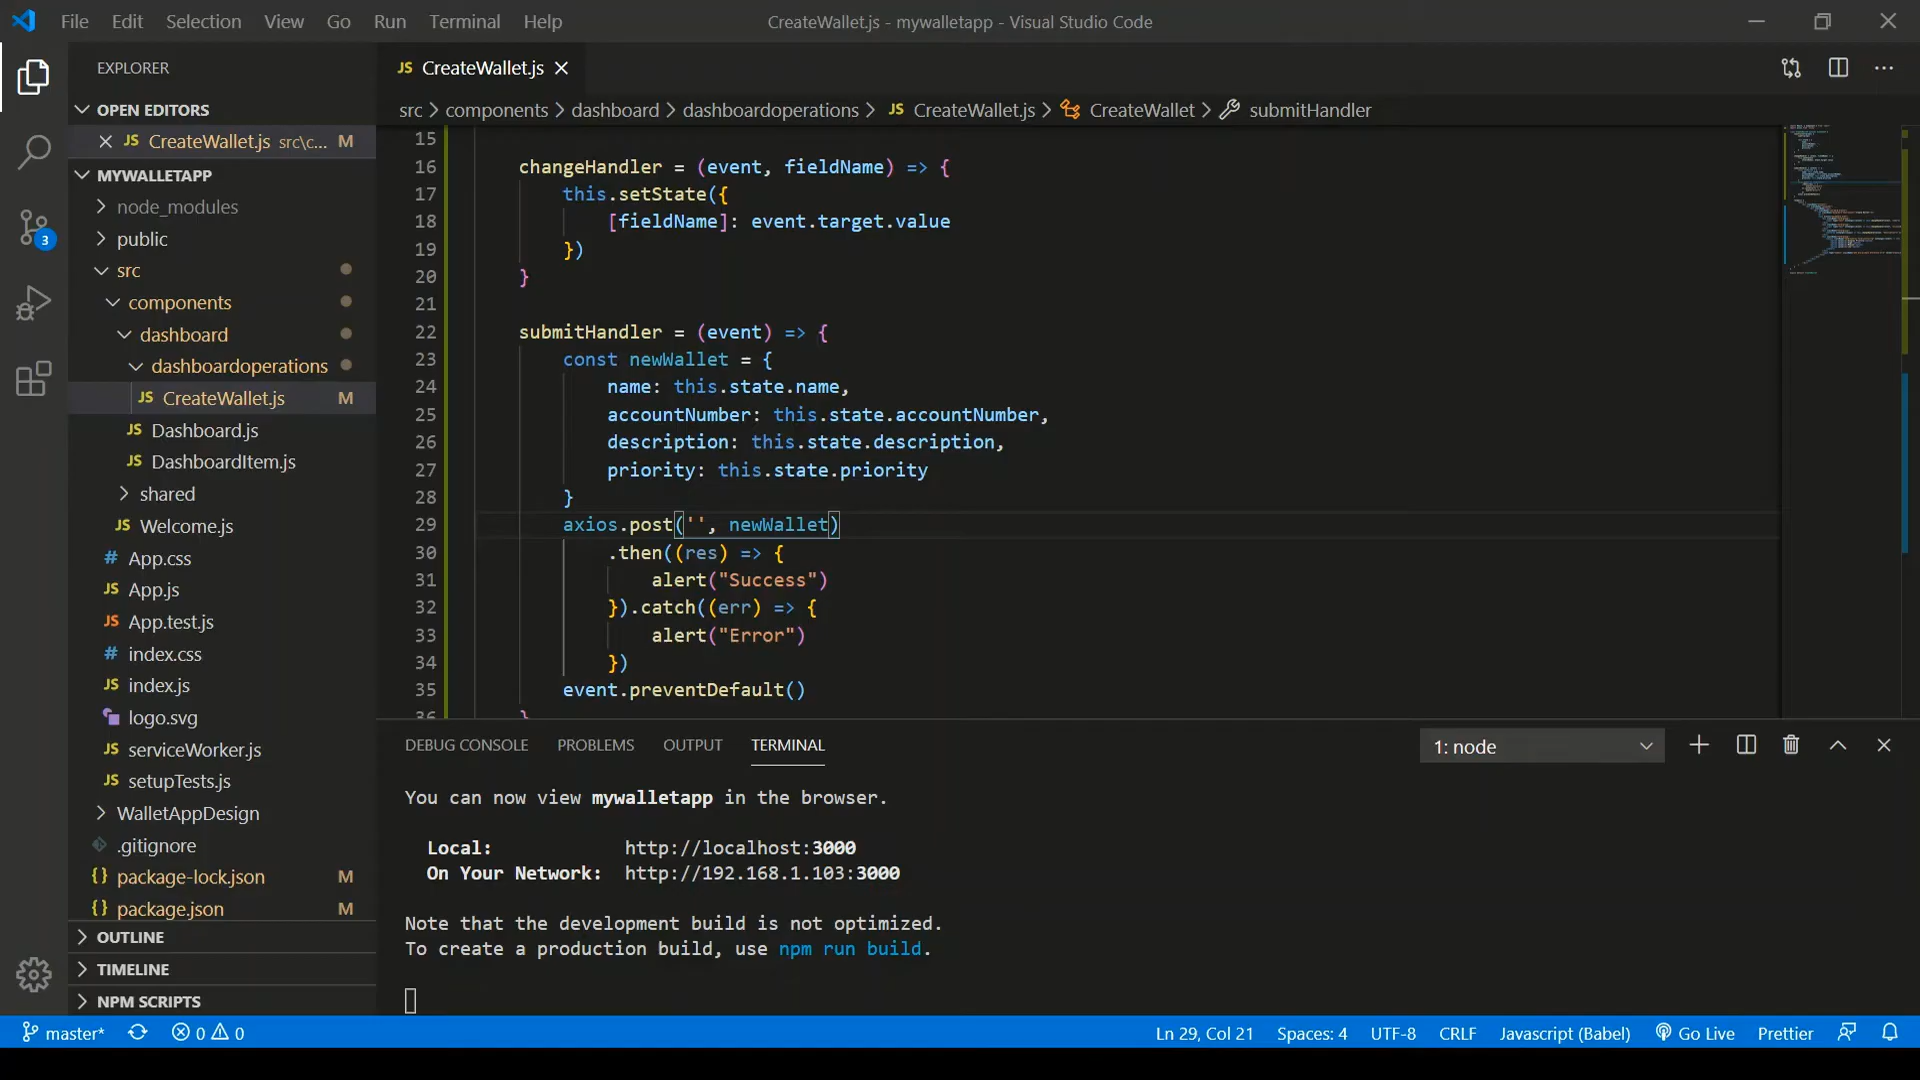 File Edit Selection View Go Run Terminal Help
CreateWallet.js - mywalletapp - Visual Studio Code
EXPLORER
OPEN EDITORS
JS CreateWallet.js src\c... M
MYWALLETAPP
node_modules
public
src
components
dashboard
dashboardoperations
JS CreateWallet.js M
JS Dashboard.js
JS DashboardItem.js
shared
JS Welcome.js
# App.css
JS App.js
JS App.test.js
# index.css
JS index.js
logo.svg
JS serviceWorker.js
JS setupTests.js
WalletAppDesign
.gitignore
{} package-lock.json M
{} package.json M
OUTLINE
TIMELINE
NPM SCRIPTS
3
JS CreateWallet.js
src > components > dashboard > dashboardoperations > JS CreateWallet.js > CreateWallet > submitHandler
15
16 changeHandler = (event, fieldName) => {
17 this.setState({
18 [fieldName]: event.target.value
19 })
20 }
21
22 submitHandler = (event) => {
23 const newWallet = {
24 name: this.state.name,
25 accountNumber: this.state.accountNumber,
26 description: this.state.description,
27 priority: this.state.priority
28 }
29 axios.post('', newWallet)
30 .then((res) => {
31 alert("Success")
32 }).catch((err) => {
33 alert("Error")
34 })
35 event.preventDefault()
36 }
DEBUG CONSOLE PROBLEMS OUTPUT TERMINAL
1: node
You can now view mywalletapp in the browser.
Local: http://localhost:3000
On Your Network: http://192.168.1.103:3000
Note that the development build is not optimized.
To create a production build, use npm run build.
master* 0 0
Ln 29, Col 21 Spaces: 4 UTF-8 CRLF Javascript (Babel) Go Live Prettier